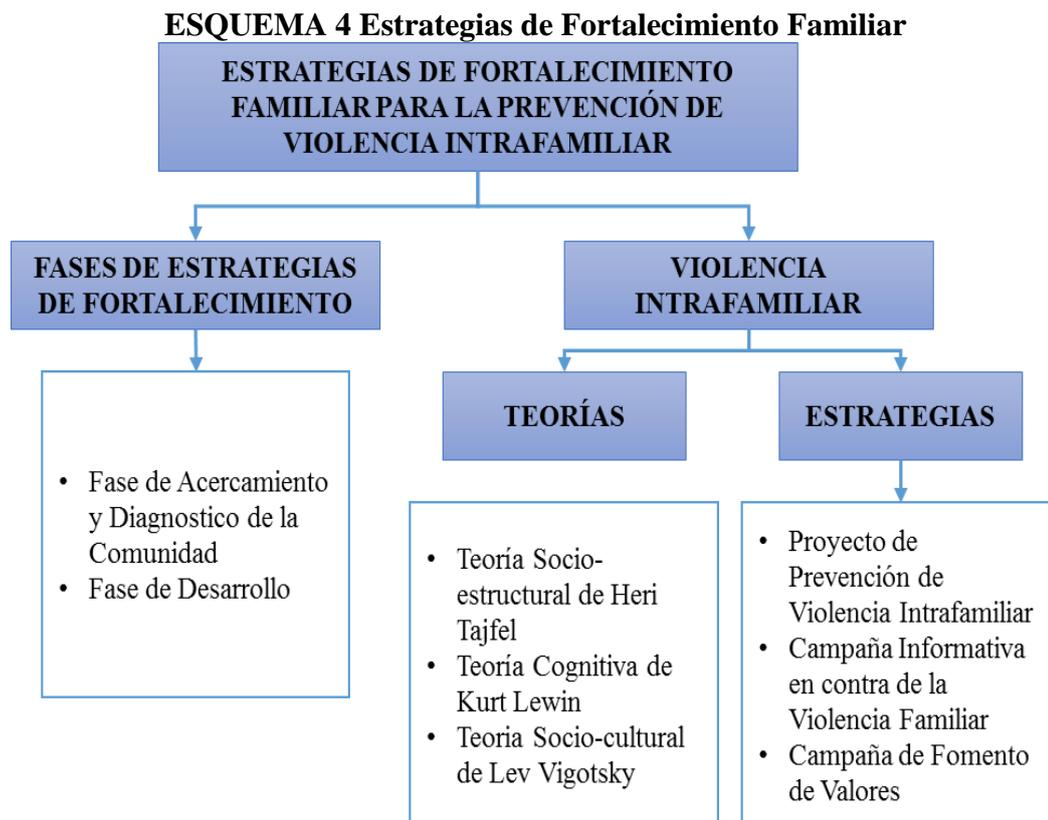 ESQUEMA 4 Estrategias de Fortalecimiento Familiar
ESTRATEGIAS DE FORTALECIMIENTO
FAMILIAR PARA LA PREVENCIÓN DE
VIOLENCIA INTRAFAMILIAR
FASES DE ESTRATEGIAS
DE FORTALECIMIENTO
• Fase de Acercamiento
y Diagnostico de la
Comunidad
• Fase de Desarrollo
VIOLENCIA
INTRAFAMILIAR
TEORÍAS
• Teoría Socio-
estructural de Heri
Tajfel
• Teoría Cognitiva de
Kurt Lewin
• Teoria Socio-cultural
de Lev Vigotsky
ESTRATEGIAS
• Proyecto de
Prevención de
Violencia Intrafamiliar
• Campaña Informativa
en contra de la
Violencia Familiar
• Campaña de Fomento
de Valores